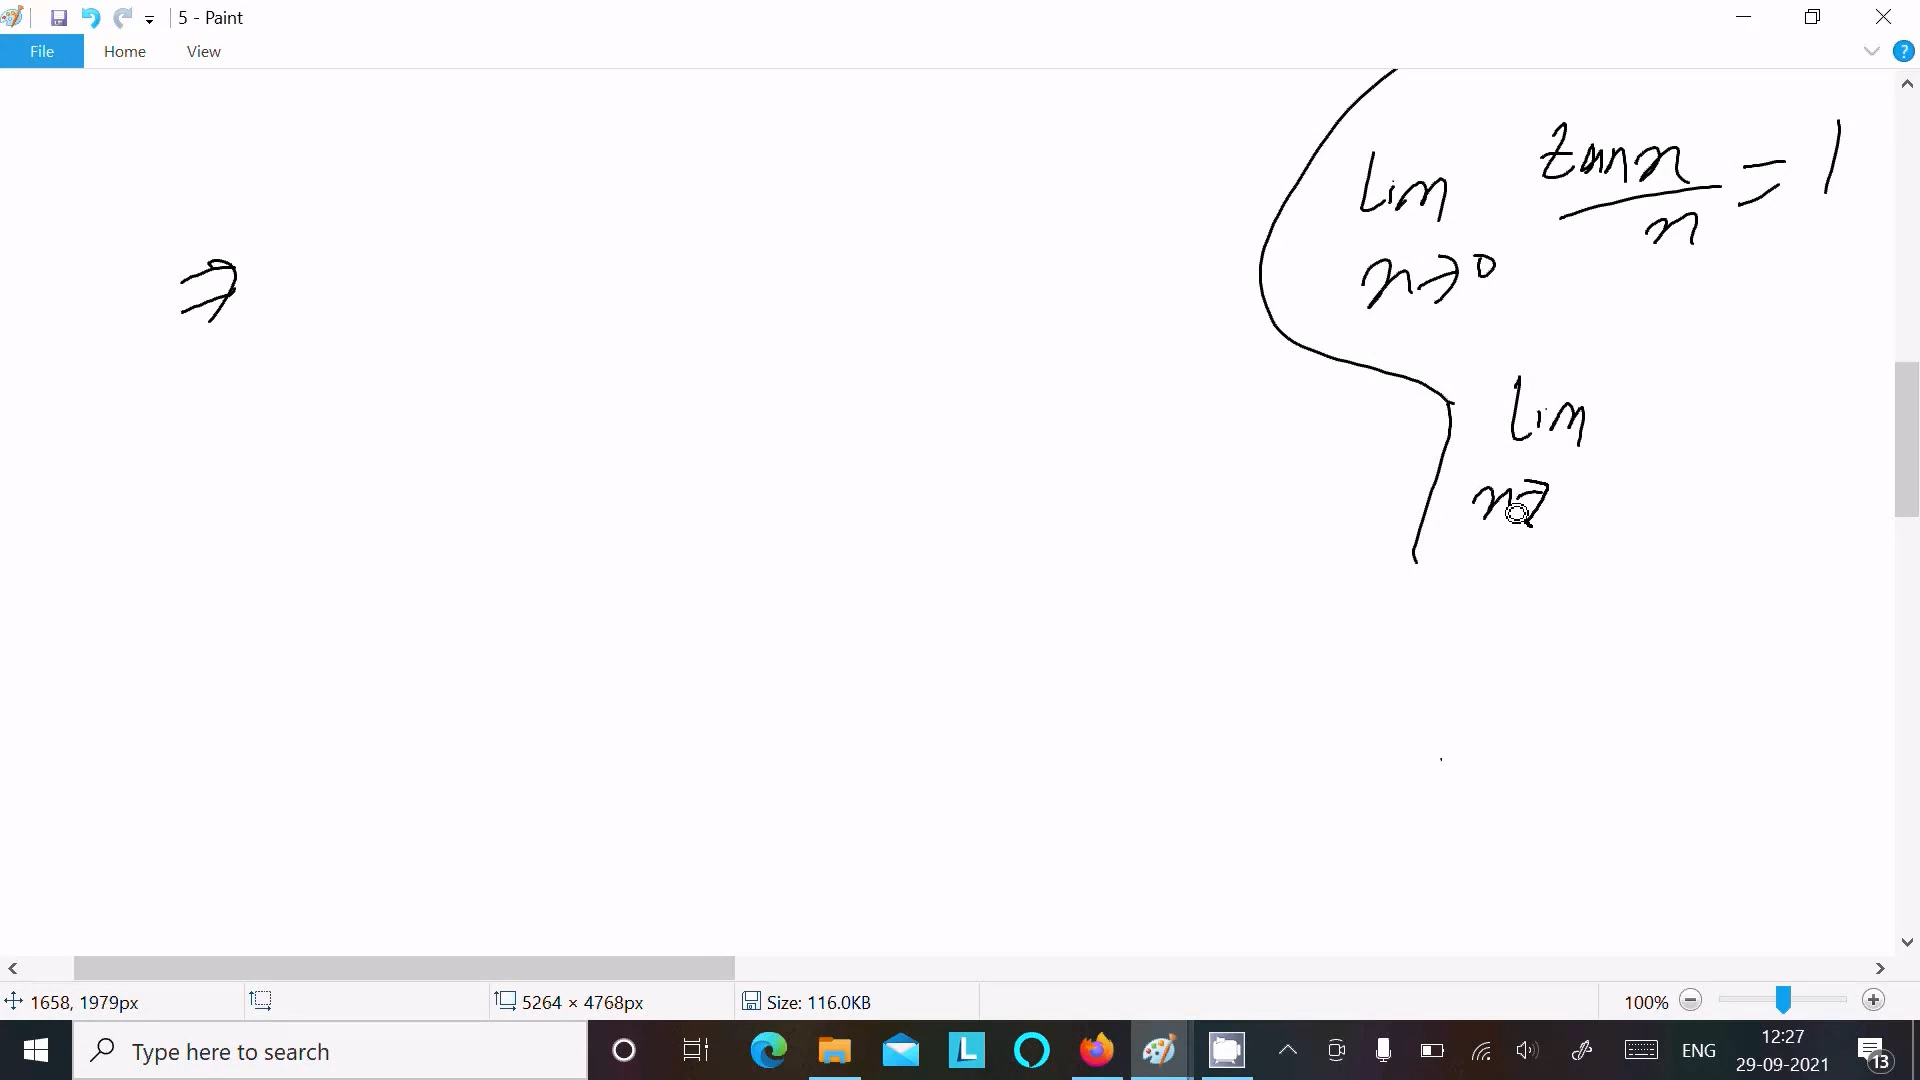 5 - Paint
File Home View
lim tanx/x = 1
x→0
⇒
lim
x→
1658, 1979px
5264 × 4768px
Size: 116.0KB
100%
Type here to search
L
ENG
12:27
29-09-2021
13